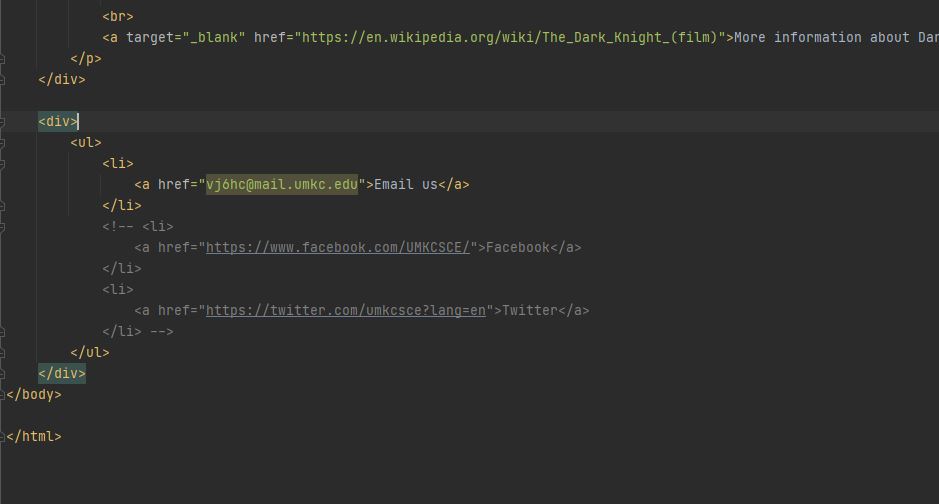 <br>
<a target="_blank" href="https://en.wikipedia.org/wiki/The_Dark_Knight_(film)">More information about Dar
</p>
</div>
<div>
<ul>
<li>
<a href="vj6hc@mail.umkc.edu">Email us</a>
</li>
<!-- <li>
<a href="https://www.facebook.com/UMKCSCE/">Facebook</a>
</li>
<li>
<a href="https://twitter.com/umkcsce?lang=en">Twitter</a>
</li> -->
</ul>
</div>
</body>
</html>